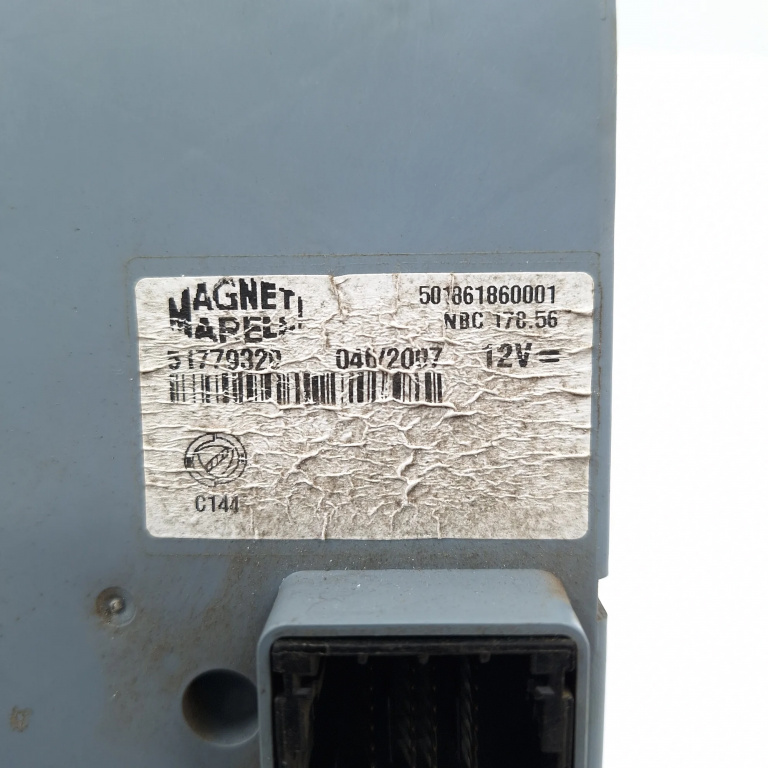 MAGNETI 501861860001
MARELLI NBC 178.56
51779320 046/2007 12V=
C144